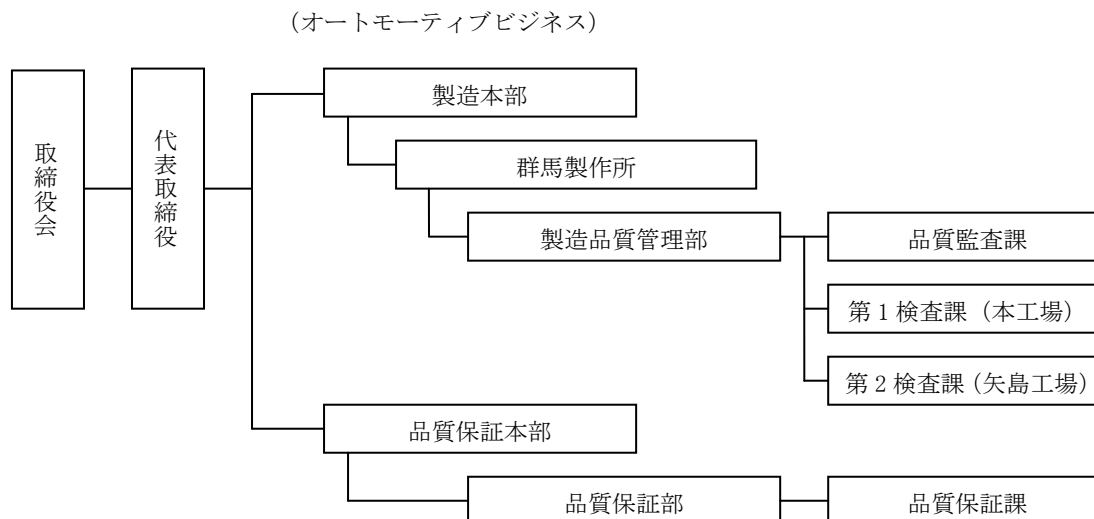 （オートモーティブビジネス）
取締役会
代表取締役
製造本部
群馬製作所
製造品質管理部
品質監査課
第１検査課（本工場）
第２検査課（矢島工場）
品質保証本部
品質保証部
品質保証課